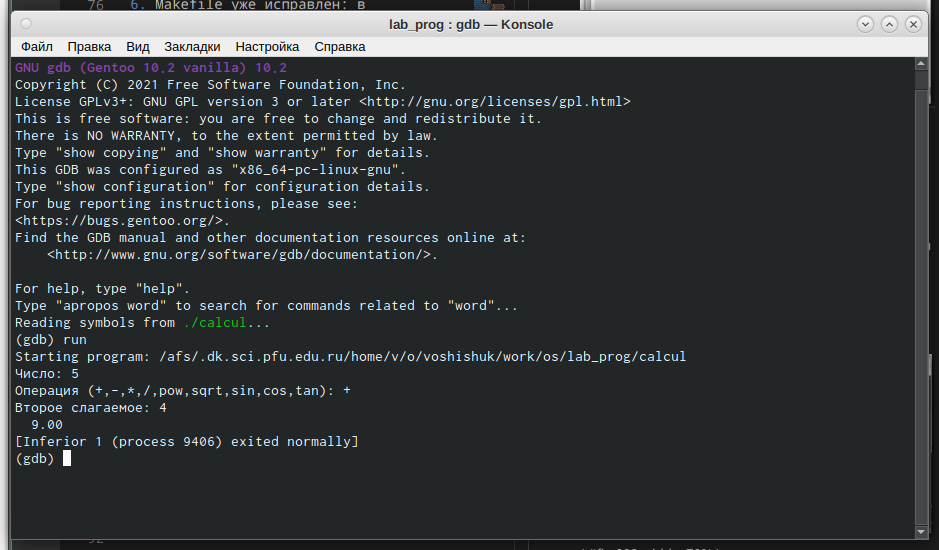 76 6. Makefile уже исправлен: в
lab_prog : gdb — Konsole
Файл Правка Вид Закладки Настройка Справка
GNU gdb (Gentoo 10.2 vanilla) 10.2
Copyright (C) 2021 Free Software Foundation, Inc.
License GPLv3+: GNU GPL version 3 or later <http://gnu.org/licenses/gpl.html>
This is free software: you are free to change and redistribute it.
There is NO WARRANTY, to the extent permitted by law.
Type "show copying" and "show warranty" for details.
This GDB was configured as "x86_64-pc-linux-gnu".
Type "show configuration" for configuration details.
For bug reporting instructions, please see:
<https://bugs.gentoo.org/>.
Find the GDB manual and other documentation resources online at:
    <http://www.gnu.org/software/gdb/documentation/>.

For help, type "help".
Type "apropos word" to search for commands related to "word"...
Reading symbols from ./calcul...
(gdb) run
Starting program: /afs/.dk.sci.pfu.edu.ru/home/v/o/voshishuk/work/os/lab_prog/calcul
Число: 5
Операция (+,-,*,/,pow,sqrt,sin,cos,tan): +
Второе слагаемое: 4
  9.00
[Inferior 1 (process 9406) exited normally]
(gdb)